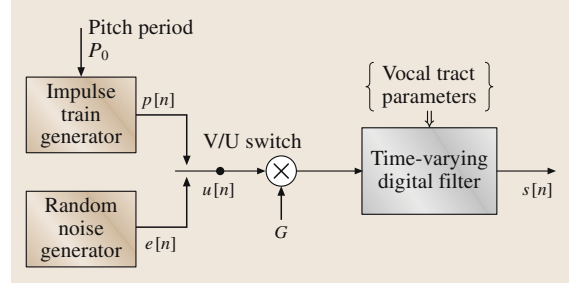 Pitch period
P₀
Impulse
train
generator
p[n]
V/U switch
u[n]
Random
noise
generator
e[n]
G
Vocal tract
parameters
Time-varying
digital filter
s[n]